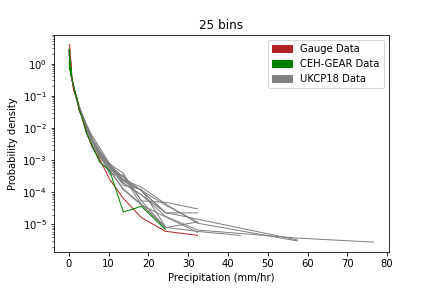 25 bins
Gauge Data
CEH-GEAR Data
UKCP18 Data
Probability density
10⁰
10⁻¹
10⁻²
10⁻³
10⁻⁴
10⁻⁵
0 10 20 30 40 50 60 70 80
Precipitation (mm/hr)